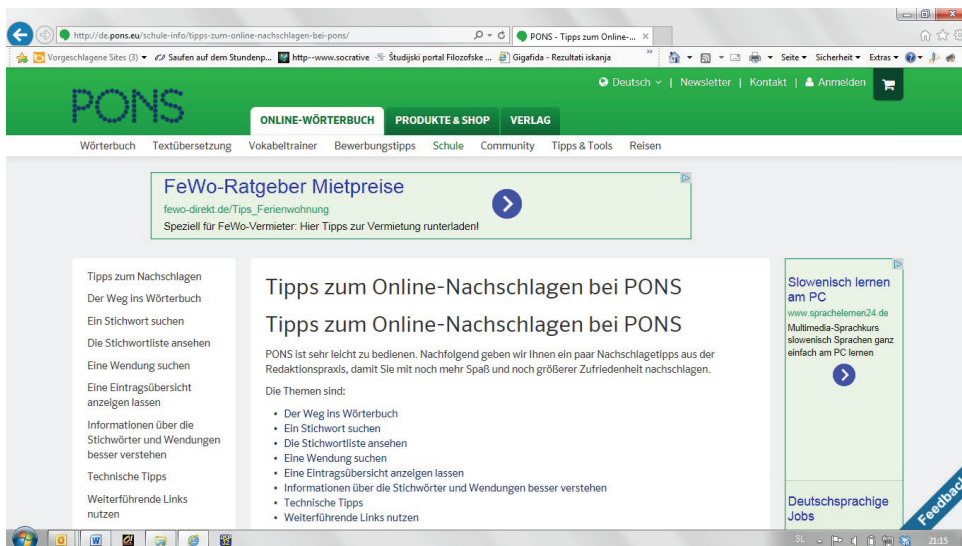 http://de.pons.eu/schule-info/tipps-zum-online-nachschlagen-bei-pons/
PONS - Tipps zum Online-...
Vorgeschlagene Sites (3)
Saufen auf dem Stundenp...
http--www.socrative
Študijski portal Filozofske ...
Gigafida - Rezultati iskanja
Seite
Sicherheit
Extras
Deutsch | Newsletter | Kontakt | Anmelden
PONS
ONLINE-WÖRTERBUCH PRODUKTE & SHOP VERLAG
Wörterbuch Textübersetzung Vokabeltrainer Bewerbungstipps Schule Community Tipps & Tools Reisen
FeWo-Ratgeber Mietpreise
fewo-direkt.de/Tips_Ferienwohnung
Speziell für FeWo-Vermieter: Hier Tipps zur Vermietung runterladen!
Tipps zum Nachschlagen
Der Weg ins Wörterbuch
Ein Stichwort suchen
Die Stichwortliste ansehen
Eine Wendung suchen
Eine Eintragsübersicht
anzeigen lassen
Informationen über die
Stichwörter und Wendungen
besser verstehen
Technische Tipps
Weiterführende Links
nutzen
Tipps zum Online-Nachschlagen bei PONS
Tipps zum Online-Nachschlagen bei PONS
PONS ist sehr leicht zu bedienen. Nachfolgend geben wir Ihnen ein paar Nachschlagetipps aus der
Redaktionspraxis, damit Sie mit noch mehr Spaß und noch größerer Zufriedenheit nachschlagen.
Die Themen sind:
• Der Weg ins Wörterbuch
• Ein Stichwort suchen
• Die Stichwortliste ansehen
• Eine Wendung suchen
• Eine Eintragsübersicht anzeigen lassen
• Informationen über die Stichwörter und Wendungen besser verstehen
• Technische Tipps
• Weiterführende Links nutzen
Slowenisch lernen
am PC
www.sprachelernen24.de
Multimedia-Sprachkurs
slowenisch Sprachen ganz
einfach am PC lernen
Deutschsprachige
Jobs
Feedback
SL
21:15